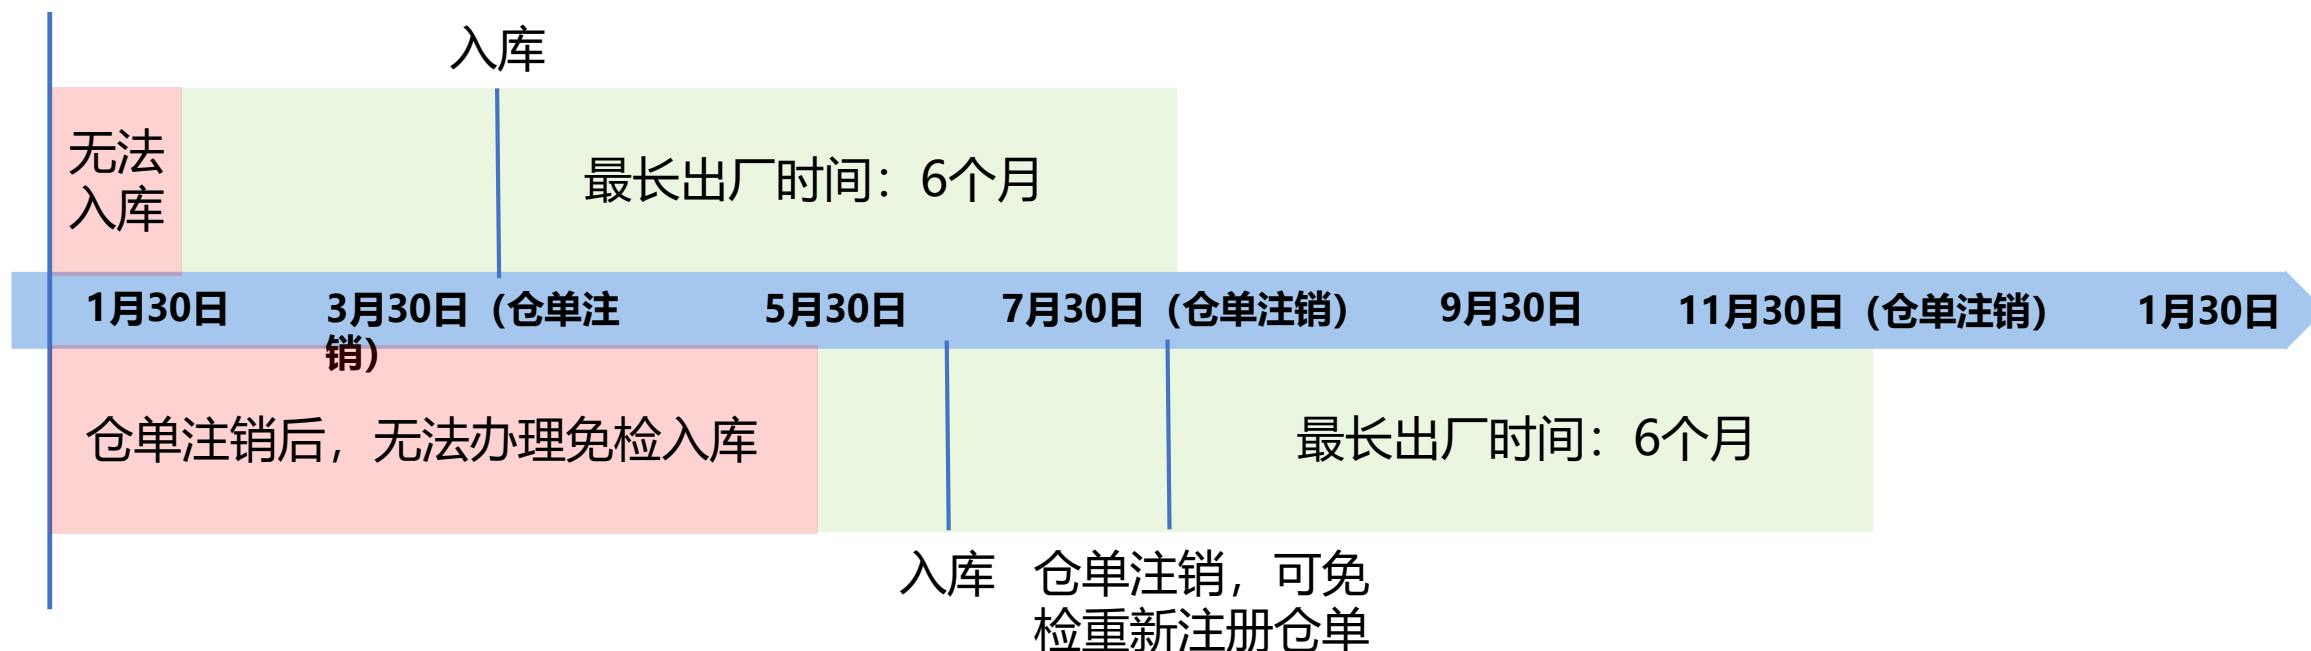 入库
无法
入库
最长出厂时间：6个月
1月30日
3月30日（仓单注
销）
5月30日
7月30日（仓单注销）
9月30日
11月30日（仓单注销）
1月30日
仓单注销后，无法办理免检入库
最长出厂时间：6个月
入库
仓单注销，可免
检重新注册仓单